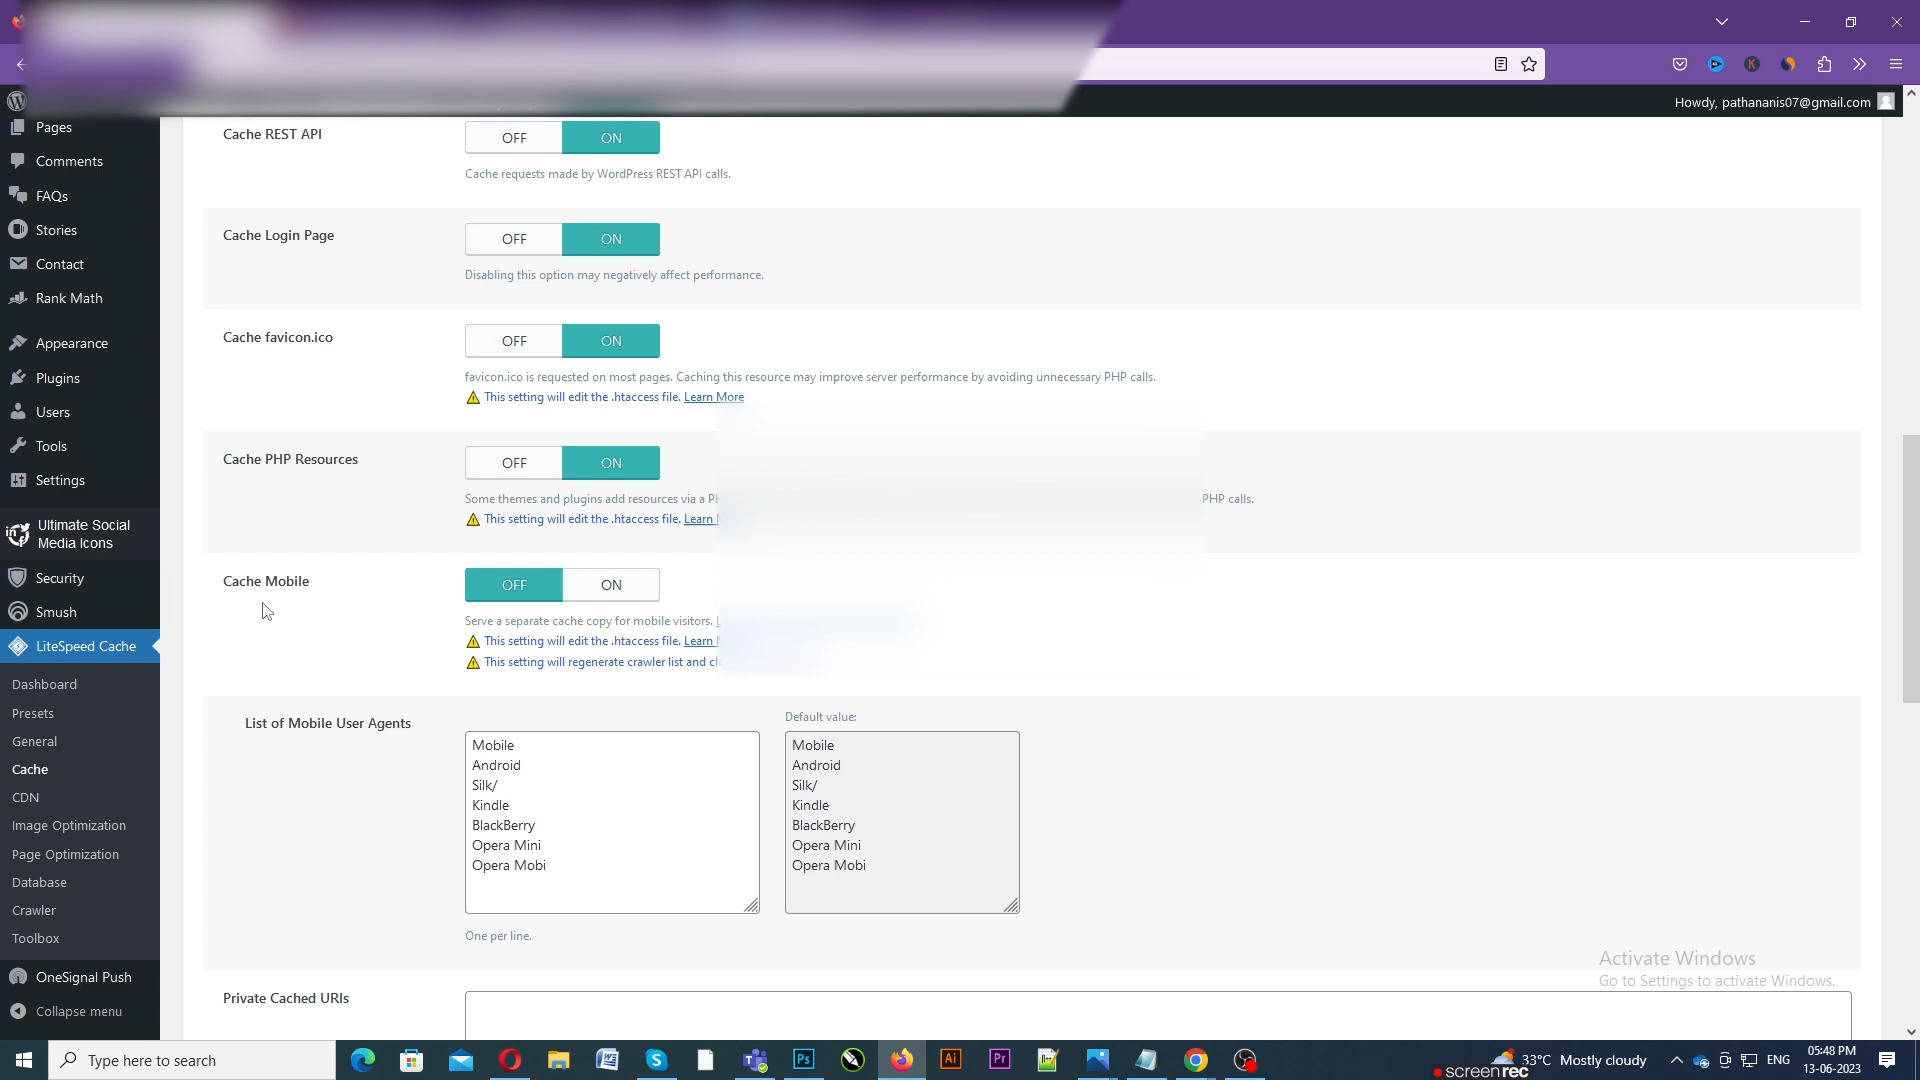 Howdy, pathananis07@gmail.com
Pages
Comments
FAQs
Stories
Contact
Rank Math
Appearance
Plugins
Users
Tools
Settings
Ultimate Social
Media Icons
Security
Smush
LiteSpeed Cache
Dashboard
Presets
General
Cache
CDN
Image Optimization
Page Optimization
Database
Crawler
Toolbox
OneSignal Push
Collapse menu
Cache REST API
OFF ON
Cache requests made by WordPress REST API calls.
Cache Login Page
OFF ON
Disabling this option may negatively affect performance.
Cache favicon.ico
OFF ON
favicon.ico is requested on most pages. Caching this resource may improve server performance by avoiding unnecessary PHP calls.
This setting will edit the .htaccess file. Learn More
Cache PHP Resources
OFF ON
Some themes and plugins add resources via a PHP calls.
This setting will edit the .htaccess file. Learn
Cache Mobile
OFF ON
Serve a separate cache copy for mobile visitors.
This setting will edit the .htaccess file. Learn
This setting will regenerate crawler list and
List of Mobile User Agents
Mobile
Android
Silk/
Kindle
BlackBerry
Opera Mini
Opera Mobi
One per line.
Default value:
Mobile
Android
Silk/
Kindle
BlackBerry
Opera Mini
Opera Mobi
Private Cached URIs
Activate Windows
Go to Settings to activate Windows.
Type here to search
33°C Mostly cloudy
ENG
05:48 PM
13-06-2023
screenrec